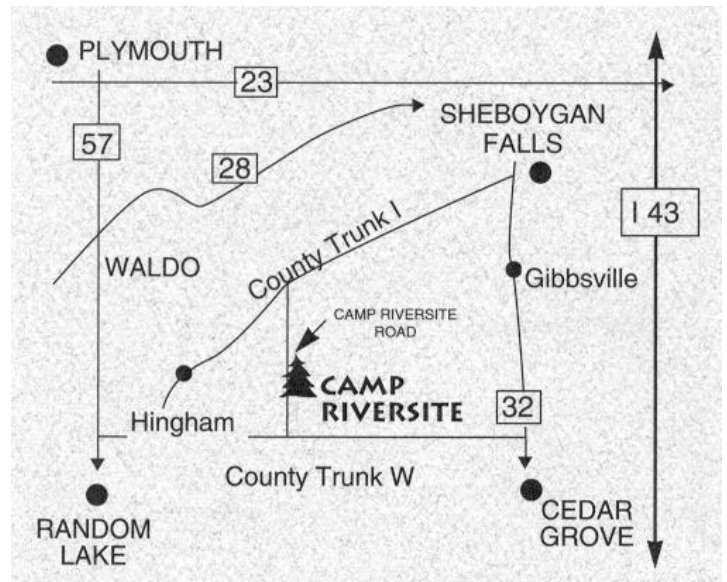 PLYMOUTH
23
SHEBOYGAN
FALLS
57
28
I 43
County Trunk I
WALDO
Gibbsville
CAMP RIVERSITE
ROAD
CAMP
RIVERSITE
32
Hingham
County Trunk W
RANDOM
LAKE
CEDAR
GROVE